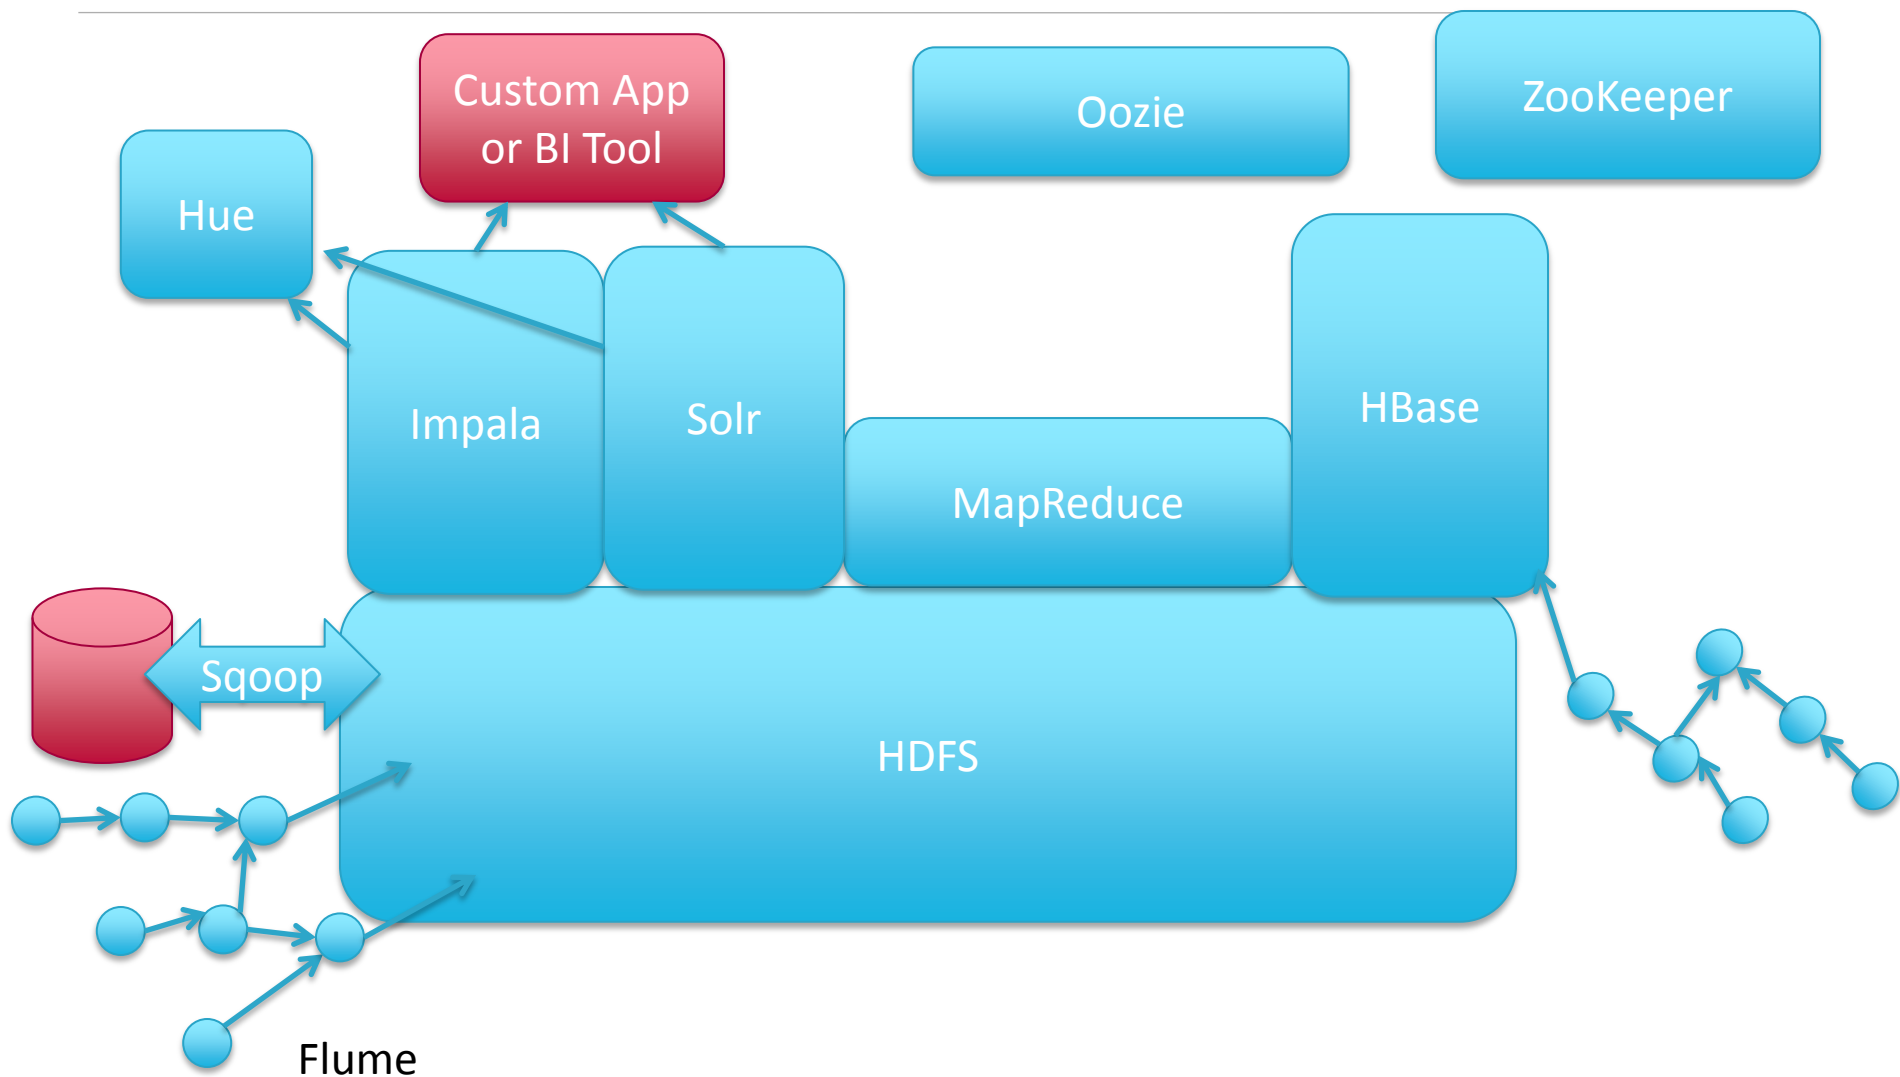 Custom App
or BI Tool
Oozie
ZooKeeper
Hue
Impala
Solr
HBase
MapReduce
Sqoop
HDFS
Flume